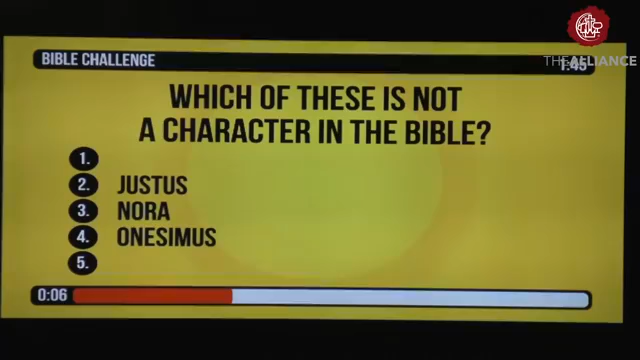 THE ALLIANCE
BIBLE CHALLENGE
1:45
WHICH OF THESE IS NOT
A CHARACTER IN THE BIBLE?
1.
2. JUSTUS
3. NORA
4. ONESIMUS
5.
0:06